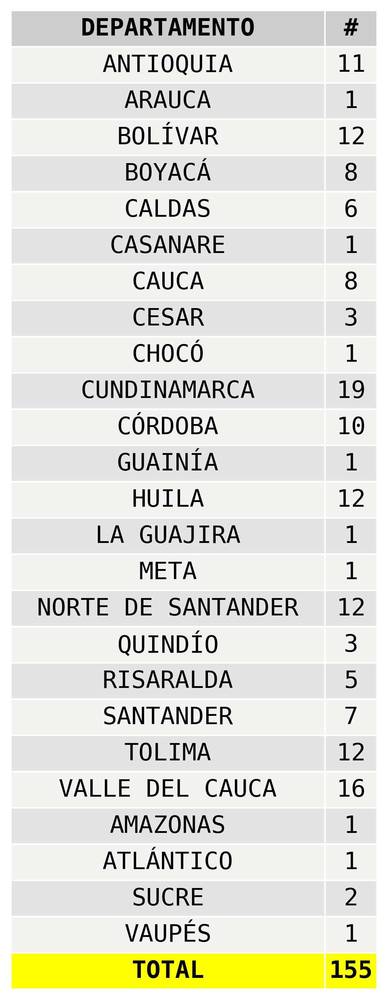 DEPARTAMENTO #
ANTIOQUIA 11
ARAUCA 1
BOLÍVAR 12
BOYACÁ 8
CALDAS 6
CASANARE 1
CAUCA 8
CESAR 3
CHOCÓ 1
CUNDINAMARCA 19
CÓRDOBA 10
GUAINÍA 1
HUILA 12
LA GUAJIRA 1
META 1
NORTE DE SANTANDER 12
QUINDÍO 3
RISARALDA 5
SANTANDER 7
TOLIMA 12
VALLE DEL CAUCA 16
AMAZONAS 1
ATLÁNTICO 1
SUCRE 2
VAUPÉS 1
TOTAL 155